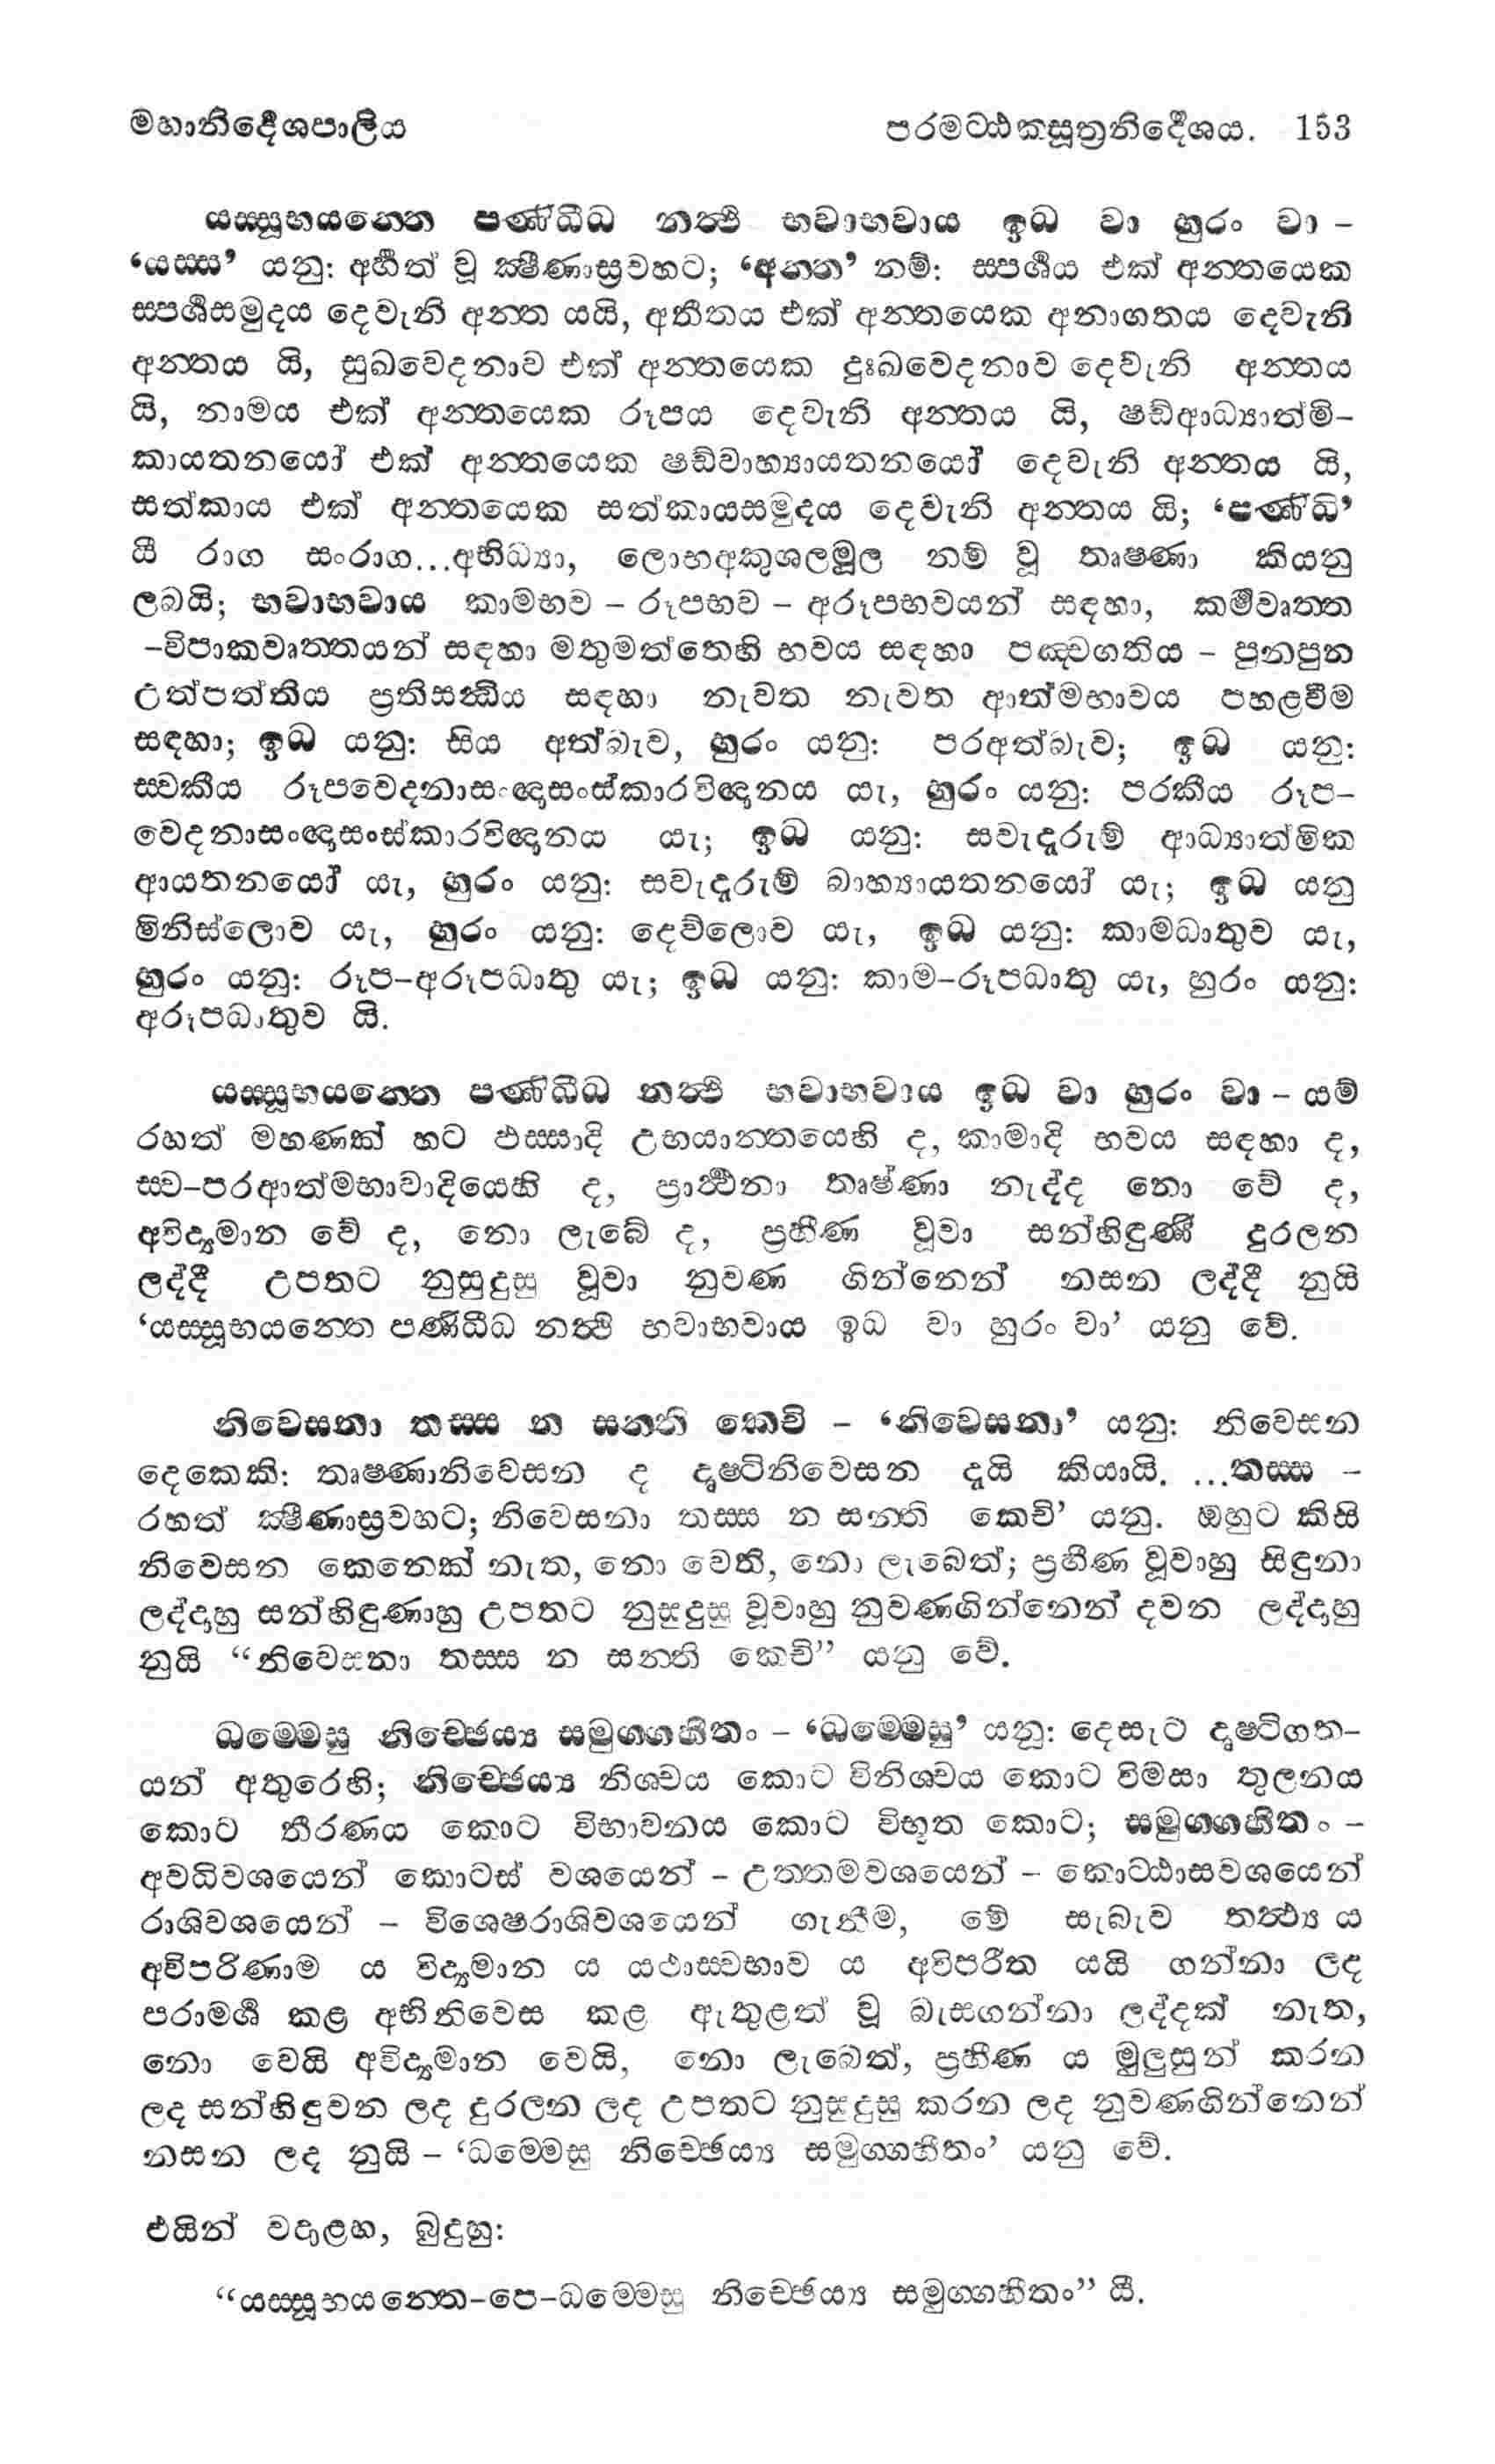 මහානිර්‍දේශපාලිය පරමට්ඨකසූත්‍රනිර්‍දේශය. 153
යස්සූභයන්තෙ පණිධීධ නත්‍ථි භවාභවාය ඉධ වා හුරං වා –
‘යස්ස’ යනු: අර්‍හත් වූ ක්‍ෂීණාස්‍රවහට; ‘අන්ත’ නම්: ස්පර්‍ශය එක් අන්තයෙක
ස්පර්‍ශසමුදය දෙවැනි අන්ත යයි, අතීතය එක් අන්තයෙක අනාගතය දෙවැනි
අන්තය යි, සුඛවෙදනාව එක් අන්තයෙක දුඃඛවෙදනාව දෙවැනි අන්තය
යි, නාමය එක් අන්තයෙක රූපය දෙවැනි අන්තය යි, ෂඩ්ආධ්‍යාත්මි–
කායතනයෝ එක් අන්තයෙක ෂඩ්වාහ්‍යායතනයෝ දෙවැනි අන්තය යි,
සත්කාය එක් අන්තයෙක සත්කායසමුදය දෙවැනි අන්තය යි; ‘පණිධි’
යී රාග සංරාග...අභිධ්‍යා, ලොභඅකුශලමූල නම් වූ තෘෂ්ණා කියනු
ලබයි; භවාභවාය කාමභව – රූපභව – අරූපභවයන් සඳහා, කර්‍මවෘත්ත
–විපාකවෘත්තයන් සඳහා මතුමත්තෙහි භවය සඳහා පඤ්චගතිය – පුනපුන
උත්පත්තිය ප්‍රතිසන්‍ධිය සඳහා නැවත නැවත ආත්මභාවය පහළවීම
සඳහා; ඉධ යනු: සිය අත්බැව, හුරං යනු: පරඅත්බැව; ඉධ යනු:
ස්වකීය රූපවෙදනාසංඥාසංස්කාරවිඥානය යැ, හුරං යනු: පරකීය රූප–
වෙදනාසංඥාසංස්කාරවිඥානය යැ; ඉධ යනු: සවැදෑරුම් ආධ්‍යාත්මික
ආයතනයෝ යැ, හුරං යනු: සවැදෑරුම් බාහ්‍යායතනයෝ යැ; ඉධ යනු
මිනිස්ලොව යැ, හුරං යනු: දෙව්ලොව යැ, ඉධ යනු: කාමධාතුව යැ,
හුරං යනු: රූප–අරූපධාතු යැ; ඉධ යනු: කාම–රූපධාතු යැ, හුරං යනු:
අරූපධාතුව යි.
යස්සූභයන්තෙ පණිධීධ නත්‍ථි භවාභවාය ඉධ වා හුරං වා – යම්
රහත් මහණක් හට ඵස්සාදි උභයාන්තයෙහි ද, කාමාදි භවය සඳහා ද,
ස්ව–පරආත්මභාවාදියෙහි ද, ප්‍රාර්‍ත්‍ථනා තෘෂ්ණා නැද්ද නො වේ ද,
අවිද්‍යමාන වේ ද, නො ලැබේ ද, ප්‍රහීණ වූවා සන්හිඳුණී දුරලන
ලද්දී උපතට නුසුදුසු වූවා නුවණ ගින්නෙන් නසන ලද්දී නුයි
‘යස්සූභයන්තෙ පණිධීධ නත්‍ථි භවාභවාය ඉධ වා හුරං වා’ යනු වේ.
නිවෙසනා තස්ස න සන්ති කෙචි – ‘නිවෙසනා’ යනු: නිවෙසන
දෙකෙකි: තෘෂ්ණානිවෙසන ද දෘෂ්ටිනිවෙසන දැයි කියායි. ...තස්ස –
රහත් ක්‍ෂීණාස්‍රවහට; නිවෙසනා තස්ස න සන්ති කෙචි’ යනු. ඔහුට කිසි
නිවෙසන කෙනෙක් නැත, නො වෙති, නො ලැබෙත්; ප්‍රහීණ වූවාහු සිඳුනා
ලද්දාහු සන්හිඳුණාහු උපතට නුසුදුසු වූවාහු නුවණගින්නෙන් දවන ලද්දාහු
නුයි “නිවෙසනා තස්ස න සන්ති කෙචි” යනු වේ.
ධම්මෙසු නිච්ඡෙය්‍ය සමුග්ගහීතං – ‘ධම්මෙසු’ යනු: දෙසැට දෘෂ්ටිගත–
යන් අතුරෙහි; නිච්ඡෙය්‍ය නිශ්චය කොට විනිශ්චය කොට විමසා තුලනය
කොට තීරණය කොට විභාවනය කොට විභූත කොට; සමුග්ගහීතං –
අවධිවශයෙන් කොටස් වශයෙන් – උත්තමවශයෙන් – කොට්ඨාසවශයෙන්
රාශිවශයෙන් – විශෙෂරාශිවශයෙන් ගැනීම, මේ සැබැව තත්‍ථ්‍ය ය
අවිපරිණාම ය විද්‍යමාන ය යථාස්වභාව ය අවිපරීත යයි ගන්නා ලද
පරාමර්‍ශ කළ අභිනිවෙස කළ ඇතුළත් වූ බැසගන්නා ලද්දක් නැත,
නො වෙයි අවිද්‍යමාන වෙයි, නො ලැබෙත්, ප්‍රහීණ ය මුලුසුන් කරන
ලද සන්හිඳුවන ලද දුරලන ලද උපතට නුසුදුසු කරන ලද නුවණගින්නෙන්
නසන ලද නුයි – ‘ධම්මෙසු නිච්ඡෙය්‍ය සමුග්ගහීතං’ යනු වේ.
එයින් වදාළහ, බුදුහු:
“යස්සූභයන්තෙ–පෙ–ධම්මෙසු නිච්ඡෙය්‍ය සමුග්ගහීතං” යී.